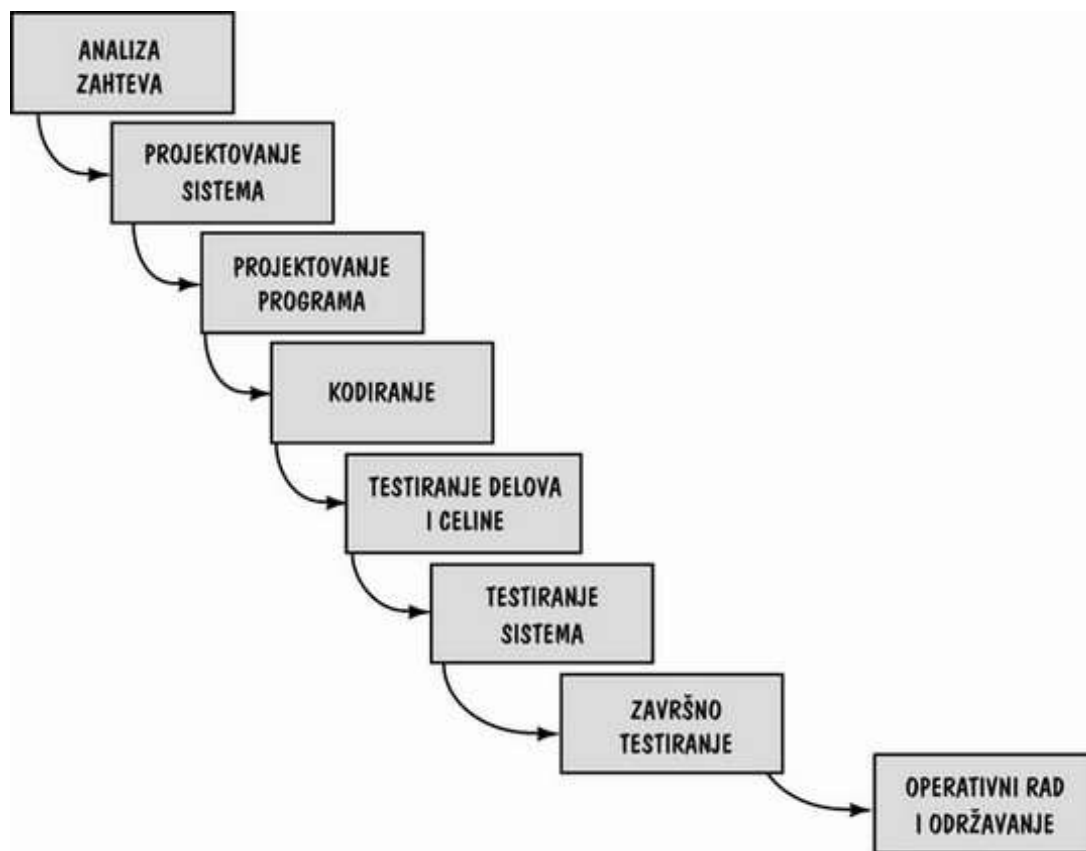 ANALIZA
ZAHTEVA
PROJEKTOVANJE
SISTEMA
PROJEKTOVANJE
PROGRAMA
KODIRANJE
TESTIRANJE DELOVA
I CELINE
TESTIRANJE
SISTEMA
ZAVRŠNO
TESTIRANJE
OPERATIVNI RAD
I ODRŽAVANJE